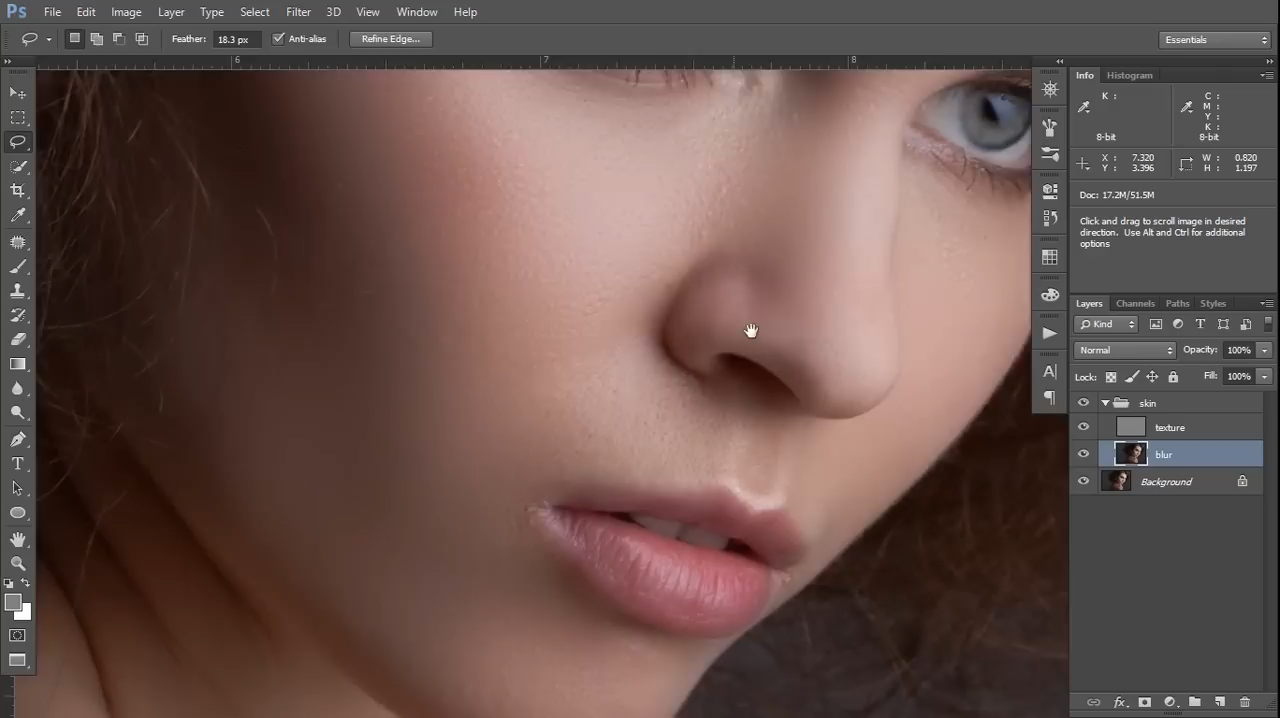 Ps File Edit Image Layer Type Select Filter 3D View Window Help
Feather: 18.3 px Anti-alias Refine Edge... Essentials
6 7 8
Info Histogram
K : C :
M :
Y :
K :
8-bit 8-bit
X : 7.320 W : 0.820
Y : 3.396 H : 1.197
Doc: 17.2M/51.5M
Click and drag to scroll image in desired
direction. Use Alt and Ctrl for additional
options
Layers Channels Paths Styles
Kind T
Normal Opacity: 100%
Lock: Fill: 100%
skin
texture
blur
Background
fx